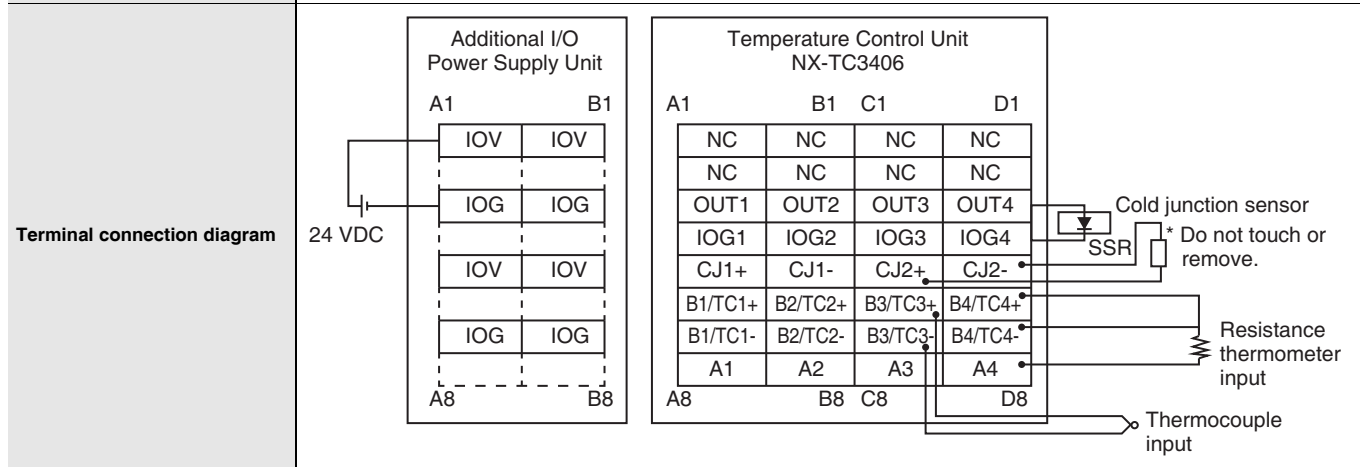 Terminal connection diagram
Additional I/O
Power Supply Unit
A1 B1
IOV IOV
IOG IOG
24 VDC
IOV IOV
IOG IOG
A8 B8
Temperature Control Unit
NX-TC3406
A1 B1 C1 D1
NC NC NC NC
NC NC NC NC
OUT1 OUT2 OUT3 OUT4
IOG1 IOG2 IOG3 IOG4
CJ1+ CJ1- CJ2+ CJ2-
B1/TC1+ B2/TC2+ B3/TC3+ B4/TC4+
B1/TC1- B2/TC2- B3/TC3- B4/TC4-
A1 A2 A3 A4
A8 B8 C8 D8
SSR
Cold junction sensor
* Do not touch or
remove.
Resistance
thermometer
input
Thermocouple
input